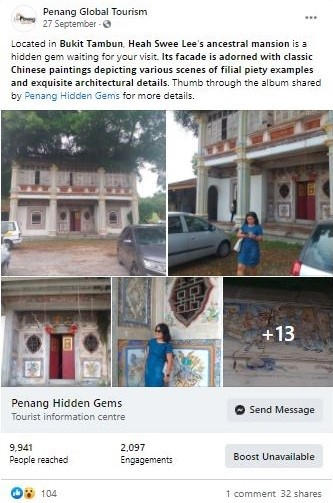 Penang Global Tourism
27 September ·
Located in Bukit Tambun, Heah Swee Lee's ancestral mansion is a
hidden gem waiting for your visit. Its facade is adorned with classic
Chinese paintings depicting various scenes of filial piety examples
and exquisite architectural details. Thumb through the album shared
by Penang Hidden Gems for more details.
+13
Penang Hidden Gems
Tourist information centre
Send Message
9,941
People reached
2,097
Engagements
Boost Unavailable
104
1 comment 32 shares